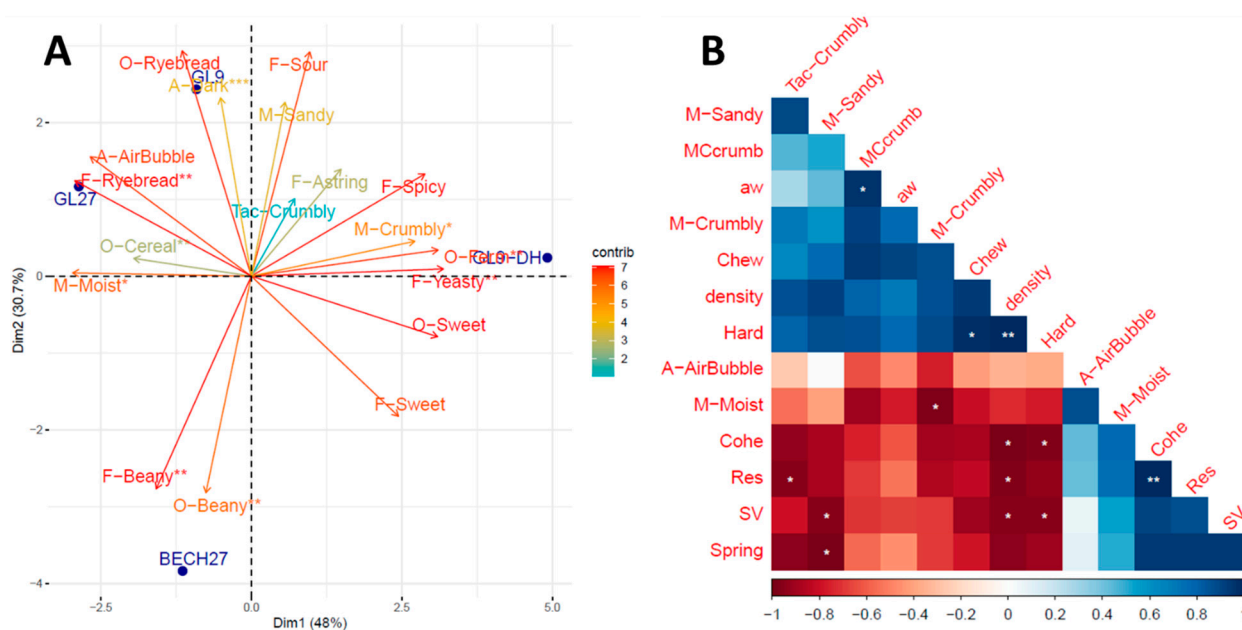 A
O-Ryebread
GL9
A-Dark***
F-Sour
M-Sandy
A-AirBubble
F-Ryebread**
GL27
F-Astring
F-Spicy
Tac-Crumbly
M-Crumbly*
O-Cereal**
GL9-DH
M-Moist*
F-Yeasty**
O-Sweet
F-Sweet
F-Beany**
O-Beany**
BECH27
Dim2 (30.7%)
2
0
-2
-4
-2.5
0.0
2.5
5.0
Dim1 (48%)
contrib
7
6
5
4
3
2
B
Tac-Crumbly
M-Sandy
MCcrumb
aw
M-Crumbly
Chew
density
Hard
A-AirBubble
M-Moist
Cohe
Res
SV
M-Sandy
MCcrumb
aw *
M-Crumbly
Chew
density
Hard * **
A-AirBubble
M-Moist *
Cohe * *
Res * * **
SV * * *
Spring *
-1 -0.8 -0.6 -0.4 -0.2 0 0.2 0.4 0.6 0.8 1